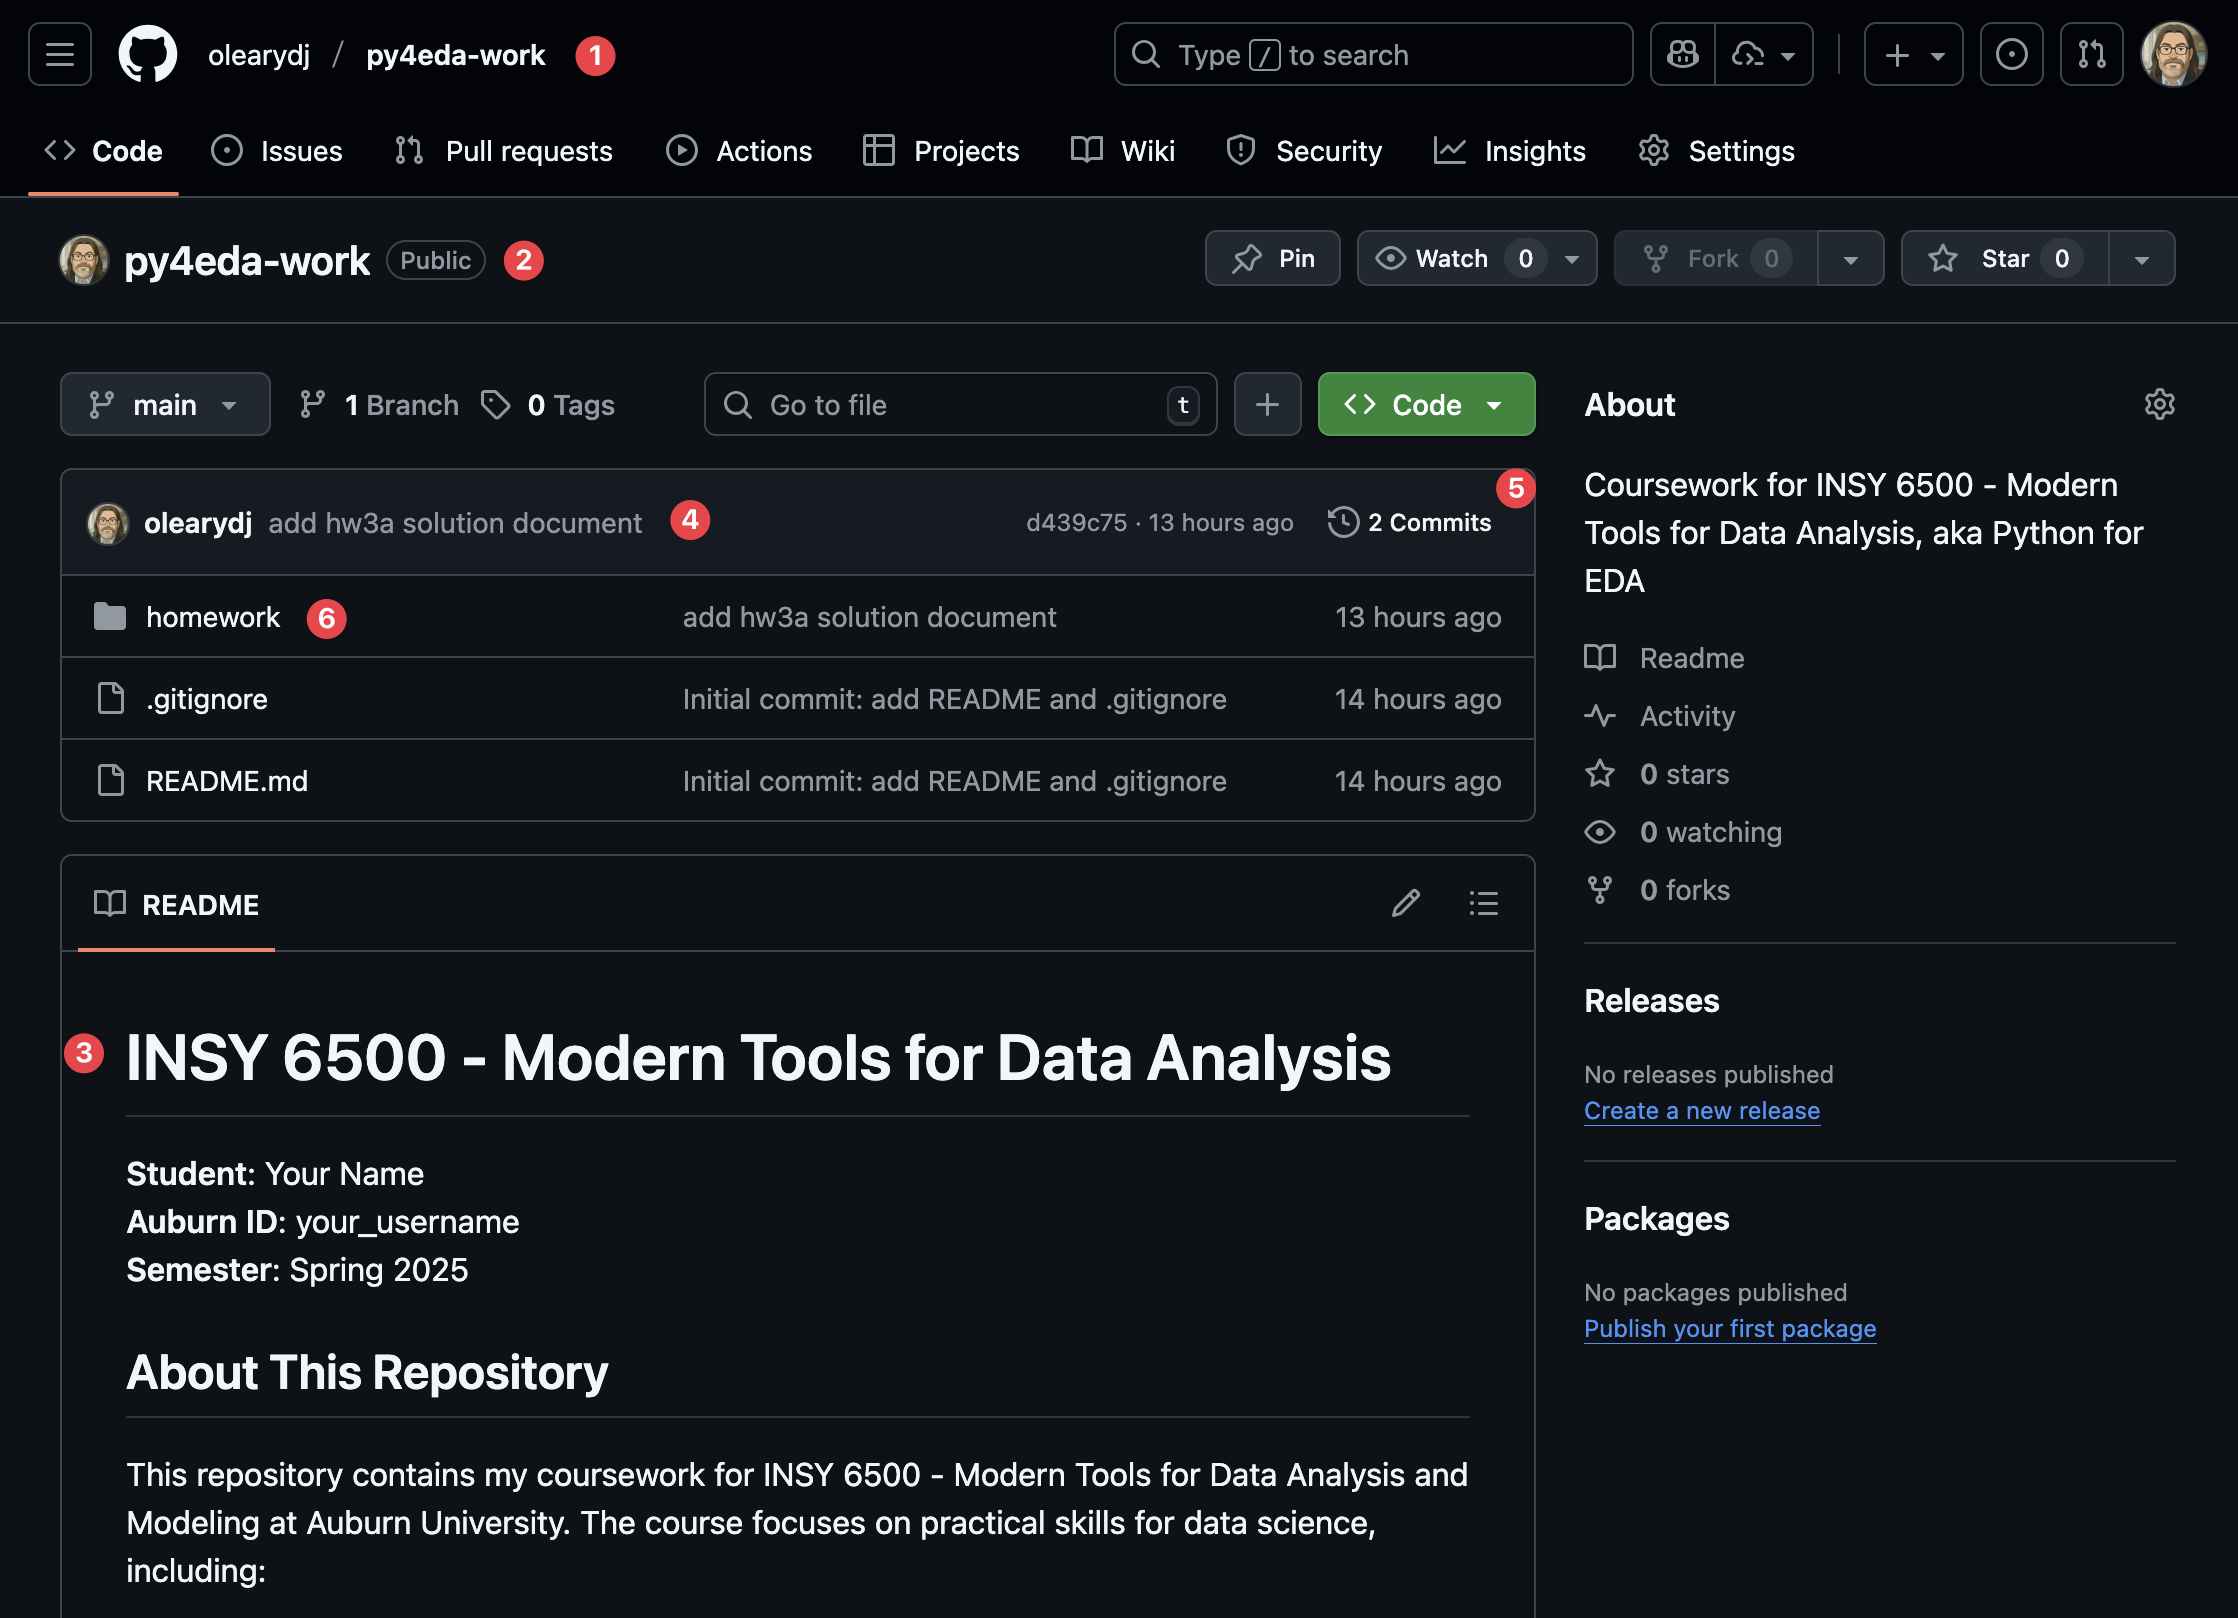 olearydj / py4eda-work 1
Type / to search
Code Issues Pull requests Actions Projects Wiki Security Insights Settings
py4eda-work Public 2
Pin Watch 0 Fork 0 Star 0
main 1 Branch 0 Tags
Go to file t
Code
olearydj add hw3a solution document 4 d439c75 · 13 hours ago 2 Commits 5
homework 6 add hw3a solution document 13 hours ago
.gitignore Initial commit: add README and .gitignore 14 hours ago
README.md Initial commit: add README and .gitignore 14 hours ago
README
3 INSY 6500 - Modern Tools for Data Analysis
Student: Your Name
Auburn ID: your_username
Semester: Spring 2025
About This Repository
This repository contains my coursework for INSY 6500 - Modern Tools for Data Analysis and
Modeling at Auburn University. The course focuses on practical skills for data science,
including:
About
Coursework for INSY 6500 - Modern
Tools for Data Analysis, aka Python for
EDA
Readme
Activity
0 stars
0 watching
0 forks
Releases
No releases published
Create a new release
Packages
No packages published
Publish your first package